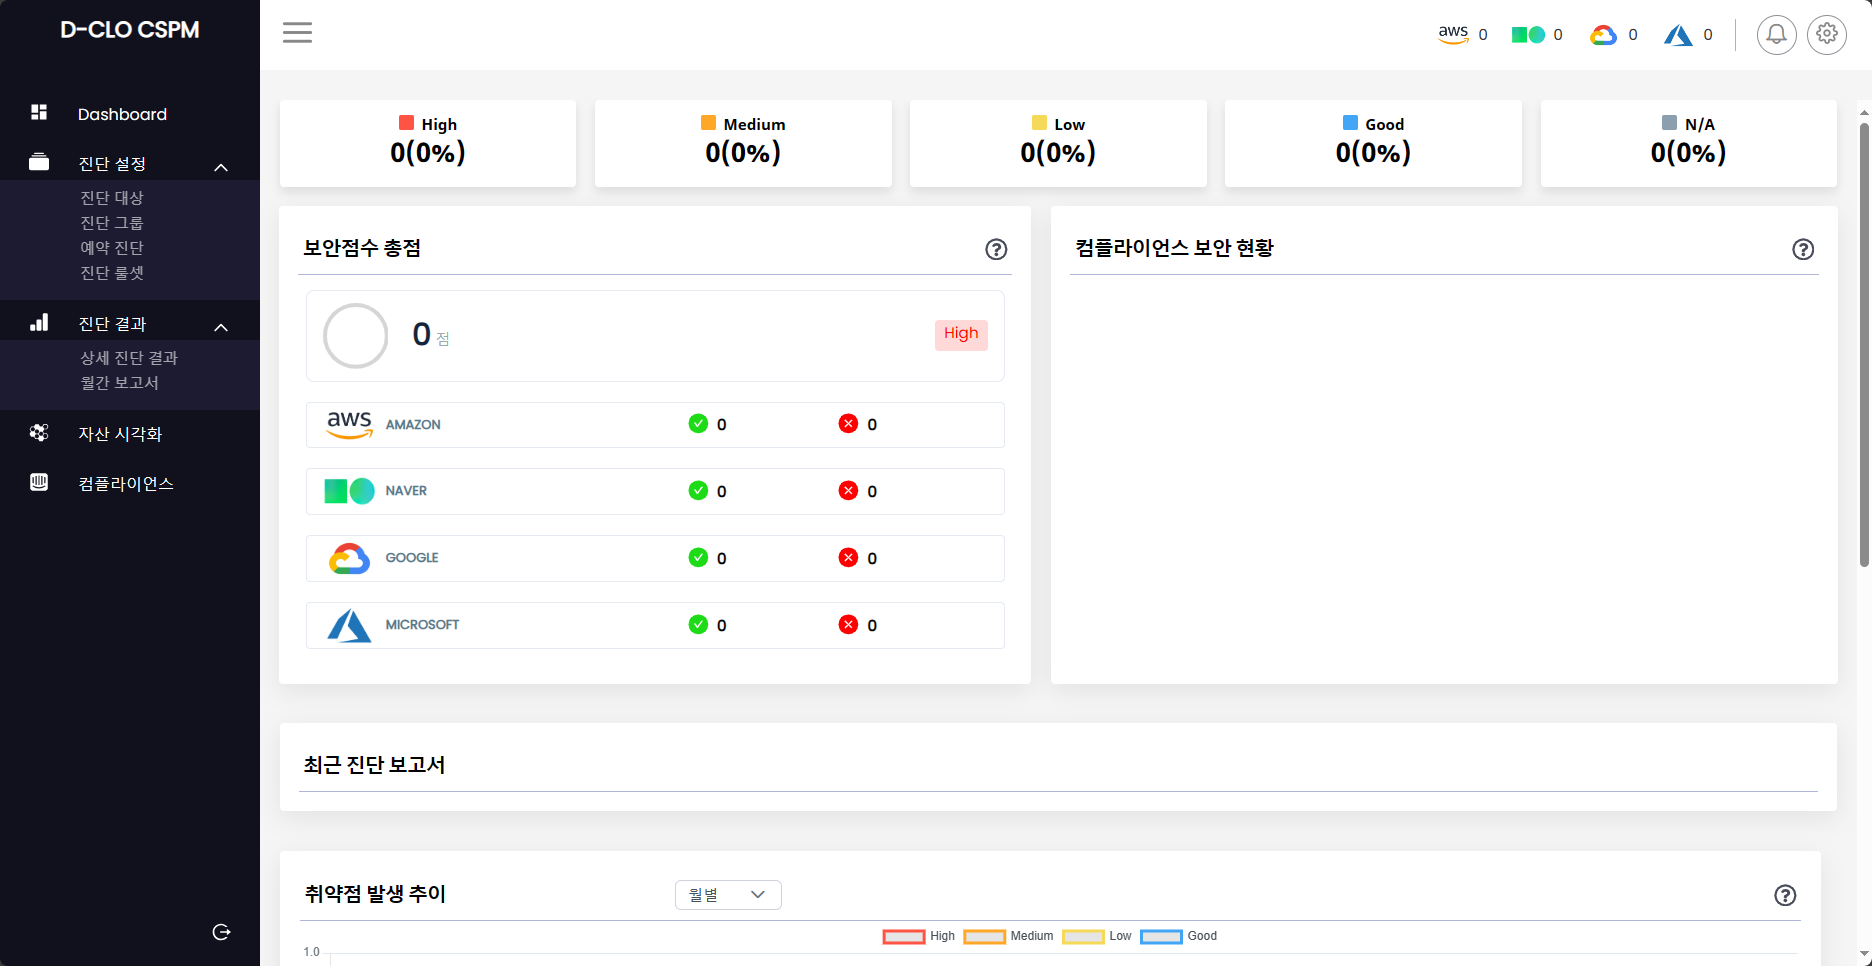 D-CLO CSPM
aws 0 0 0 0
Dashboard
진단 설정
진단 대상
진단 그룹
예약 진단
진단 룰셋
진단 결과
상세 진단 결과
월간 보고서
자산 시각화
컴플라이언스
High
0(0%)
Medium
0(0%)
Low
0(0%)
Good
0(0%)
N/A
0(0%)
보안점수 총점
0 점
High
aws AMAZON 0 0
NAVER 0 0
GOOGLE 0 0
MICROSOFT 0 0
컴플라이언스 보안 현황
최근 진단 보고서
취약점 발생 추이
월별
High Medium Low Good
1.0